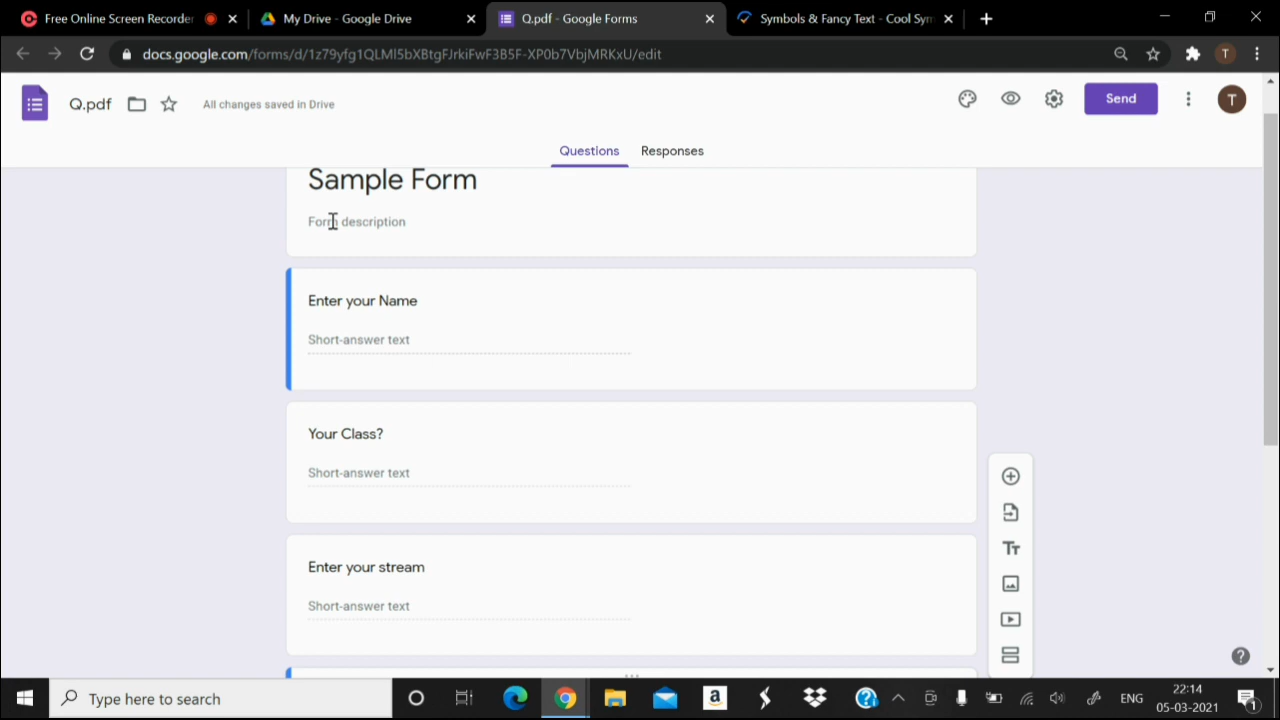 Free Online Screen Recorder
My Drive - Google Drive
Q.pdf - Google Forms
Symbols & Fancy Text - Cool Sym
docs.google.com/forms/d/1z79yfg1QLMl5bXBtgFJrkiFwF3B5F-XP0b7VbjMRKxU/edit
T
Q.pdf
All changes saved in Drive
Send
T
Questions
Responses
Sample Form
Form description
Enter your Name
Short-answer text
Your Class?
Short-answer text
Enter your stream
Short-answer text
Type here to search
ENG
22:14
05-03-2021
1